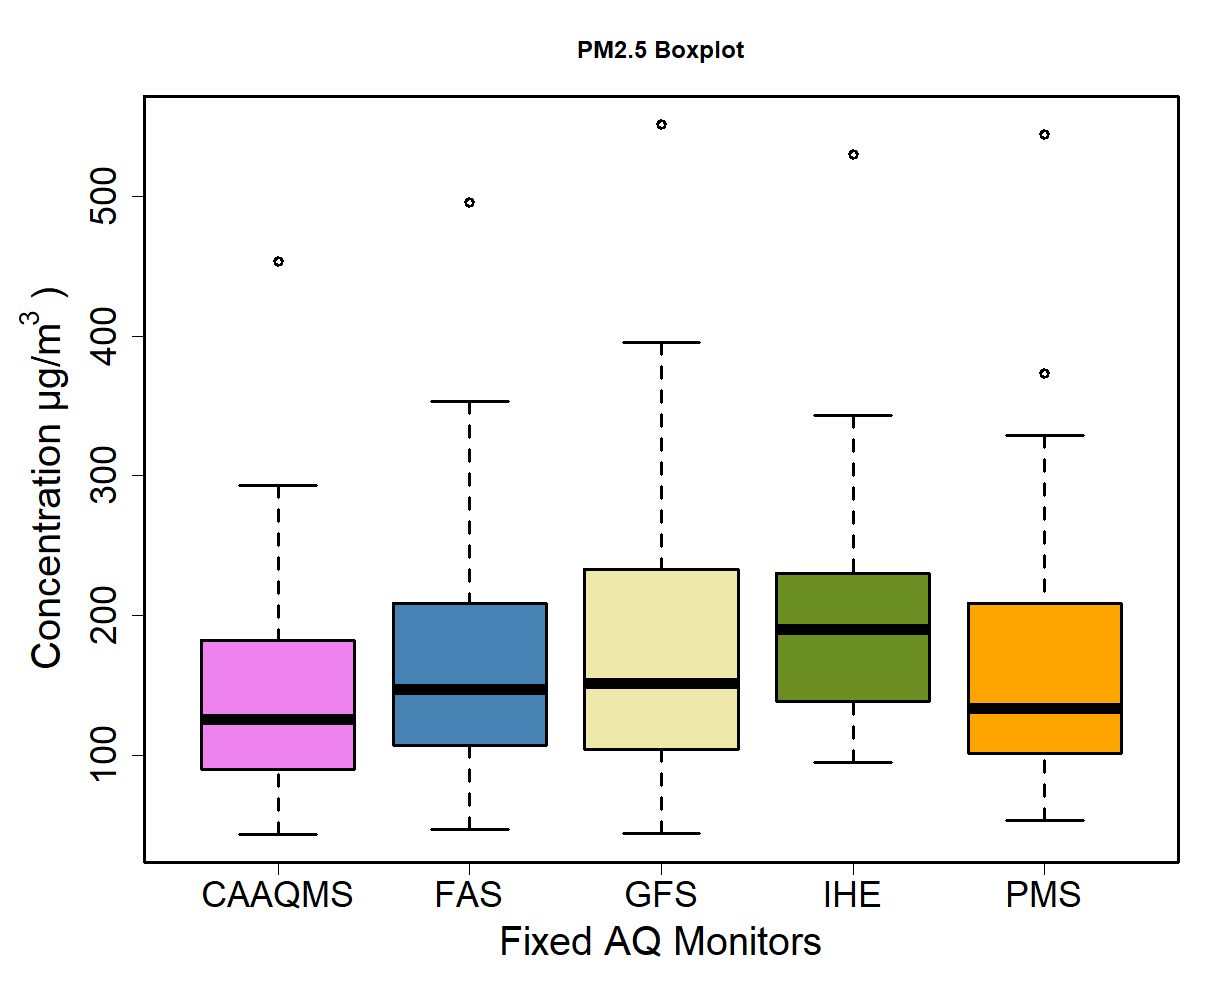 PM2.5 Boxplot
Concentration µg/m³ )
500
400
300
200
100
CAAQMS FAS GFS IHE PMS
Fixed AQ Monitors